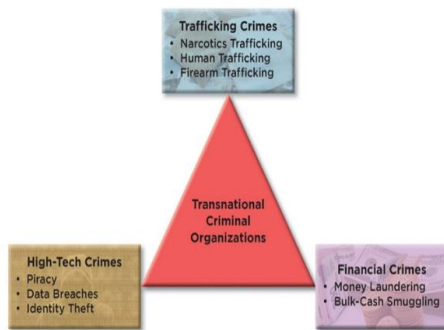 Trafficking Crimes
• Narcotics Trafficking
• Human Trafficking
• Firearm Trafficking
Transnational
Criminal
Organizations
High-Tech Crimes
• Piracy
• Data Breaches
• Identity Theft
Financial Crimes
• Money Laundering
• Bulk-Cash Smuggling